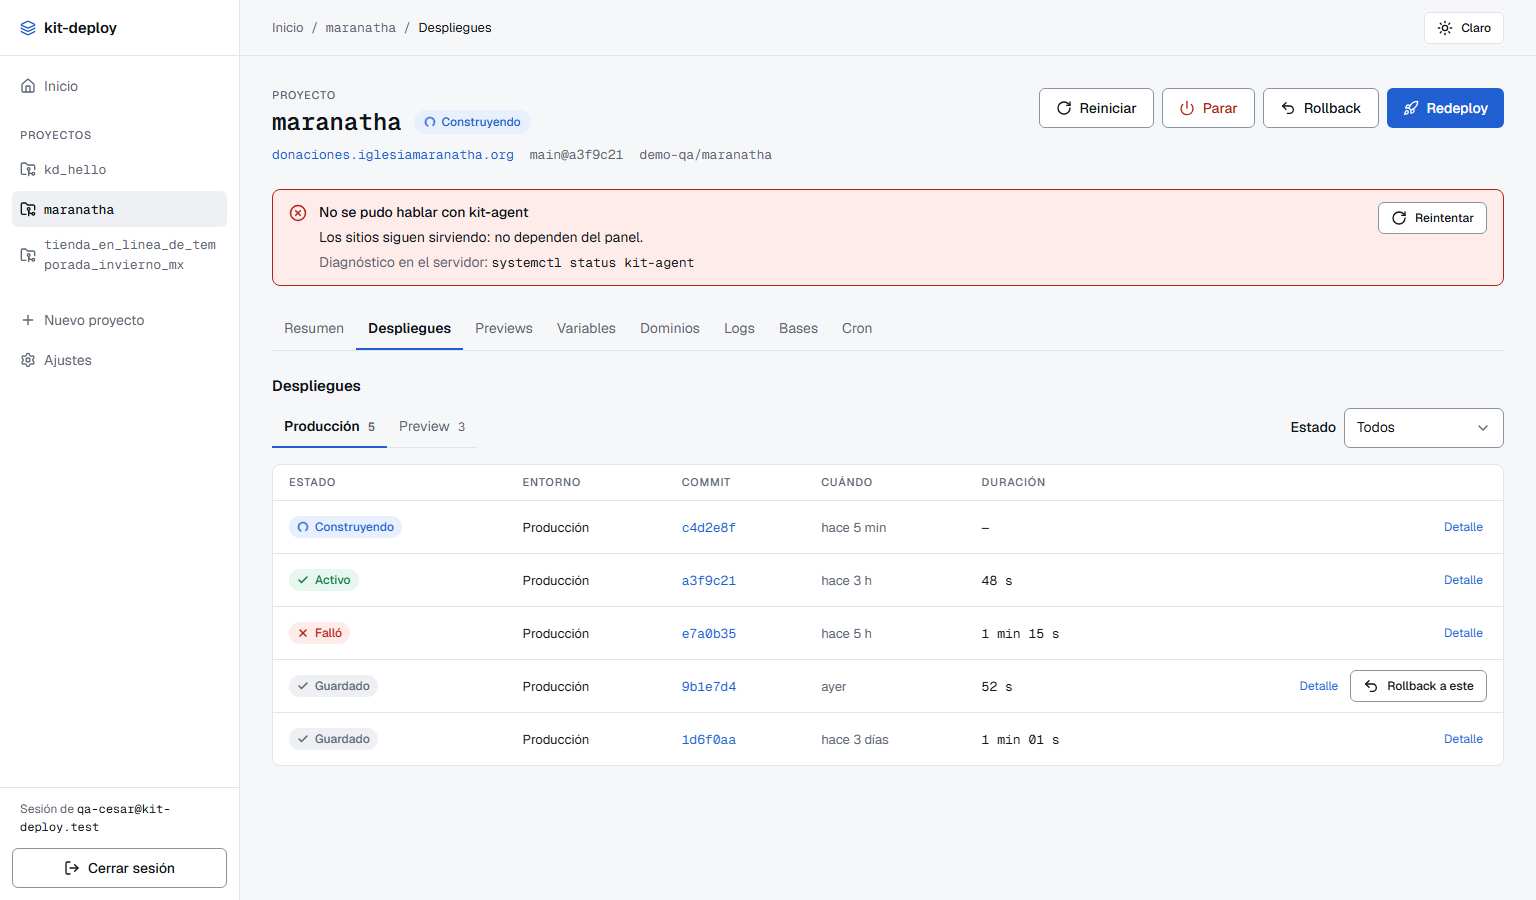 kit-deploy
Inicio
PROYECTOS
kd_hello
maranatha
tienda_en_linea_de_tem
porada_invierno_mx
Nuevo proyecto
Ajustes
Sesión de qa-cesar@kit-
deploy.test
Cerrar sesión
Inicio / maranatha / Despliegues
Claro
PROYECTO
maranatha Construyendo
donaciones.iglesiamaranatha.org main@a3f9c21 demo-qa/maranatha
Reiniciar Parar Rollback Redeploy
No se pudo hablar con kit-agent
Los sitios siguen sirviendo: no dependen del panel.
Diagnóstico en el servidor: systemctl status kit-agent
Reintentar
Resumen Despliegues Previews Variables Dominios Logs Bases Cron
Despliegues
Producción 5 Preview 3
Estado Todos
ESTADO ENTORNO COMMIT CUÁNDO DURACIÓN
Construyendo Producción c4d2e8f hace 5 min — Detalle
Activo Producción a3f9c21 hace 3 h 48 s Detalle
Falló Producción e7a0b35 hace 5 h 1 min 15 s Detalle
Guardado Producción 9b1e7d4 ayer 52 s Detalle Rollback a este
Guardado Producción 1d6f0aa hace 3 días 1 min 01 s Detalle